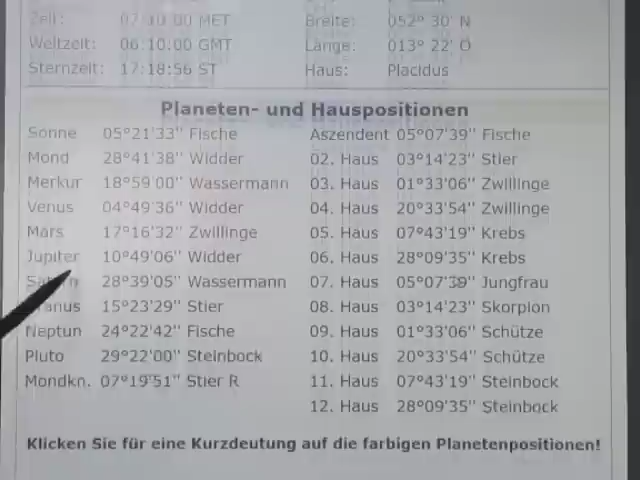 Zeit: 07:10:00 MET Breite: 052° 30' N
Weltzeit: 06:10:00 GMT Länge: 013° 22' O
Sternzeit: 17:18:56 ST Haus: Placidus
Planeten- und Hauspositionen
Sonne 05°21'33" Fische Aszendent 05°07'39" Fische
Mond 28°41'38" Widder 02. Haus 03°14'23" Stier
Merkur 18°59'00" Wassermann 03. Haus 01°33'06" Zwillinge
Venus 04°49'36" Widder 04. Haus 20°33'54" Zwillinge
Mars 17°16'32" Zwillinge 05. Haus 07°43'19" Krebs
Jupiter 10°49'06" Widder 06. Haus 28°09'35" Krebs
Saturn 28°39'05" Wassermann 07. Haus 05°07'39" Jungfrau
Uranus 15°23'29" Stier 08. Haus 03°14'23" Skorpion
Neptun 24°22'42" Fische 09. Haus 01°33'06" Schütze
Pluto 29°22'00" Steinbock 10. Haus 20°33'54" Schütze
Mondkn. 07°19'51" Stier R 11. Haus 07°43'19" Steinbock
12. Haus 28°09'35" Steinbock
Klicken Sie für eine Kurzdeutung auf die farbigen Planetenpositionen!